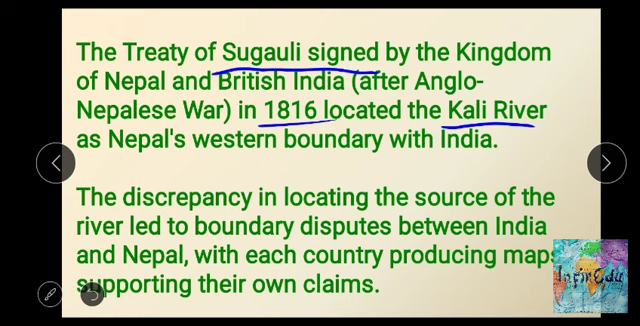 The Treaty of Sugauli signed by the Kingdom
of Nepal and British India (after Anglo-
Nepalese War) in 1816 located the Kali River
as Nepal's western boundary with India.
The discrepancy in locating the source of the
river led to boundary disputes between India
and Nepal, with each country producing maps
supporting their own claims.
InfinEdu